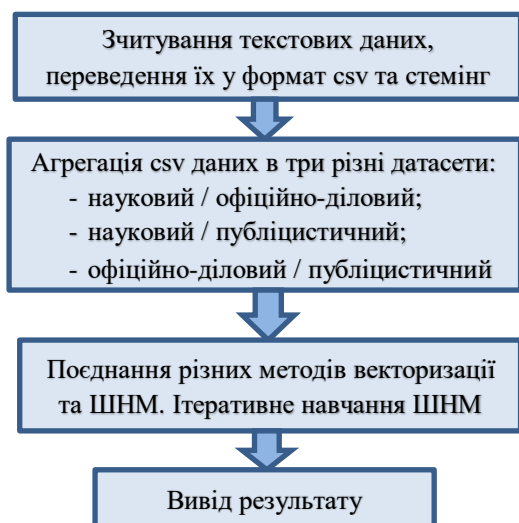 Зчитування текстових даних,
переведення їх у формат csv та стемінг
Агрегація csv даних в три різні датасети:
- науковий / офіційно-діловий;
- науковий / публіцистичний;
- офіційно-діловий / публіцистичний
Поєднання різних методів векторизації
та ШНМ. Ітеративне навчання ШНМ
Вивід результату